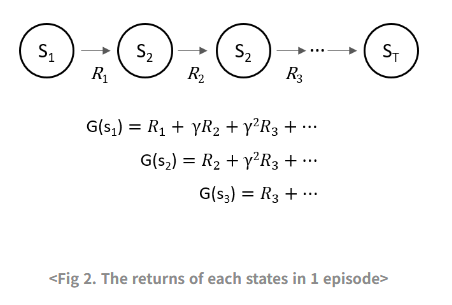 S₁ S₂ S₂ ... S_T
R₁ R₂ R₃
G(s₁) = R₁ + γR₂ + γ²R₃ + ⋯
G(s₂) = R₂ + γ²R₃ + ⋯
G(s₃) = R₃ + ⋯
<Fig 2. The returns of each states in 1 episode>